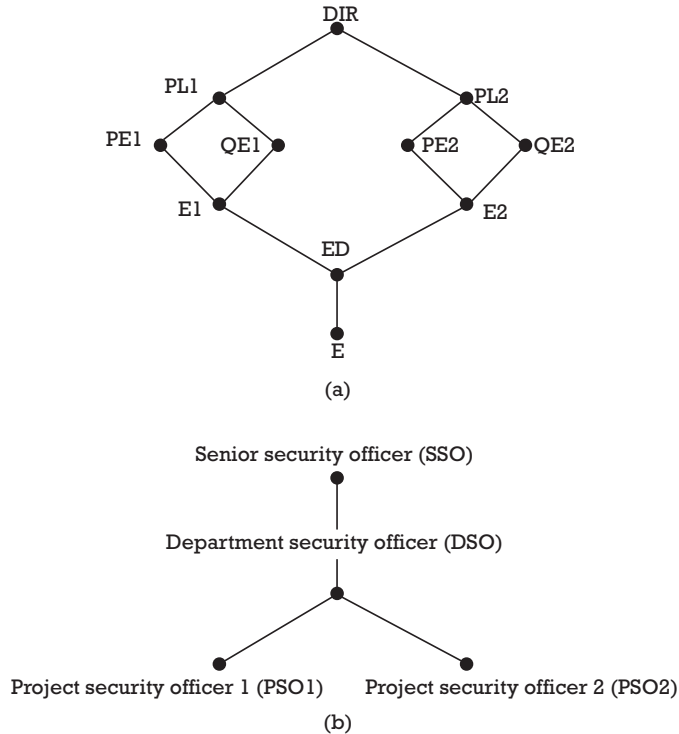 DIR
PL1
PL2
PE1
QE1
PE2
QE2
E1
E2
ED
E
(a)
Senior security officer (SSO)
Department security officer (DSO)
Project security officer 1 (PSO1)
Project security officer 2 (PSO2)
(b)